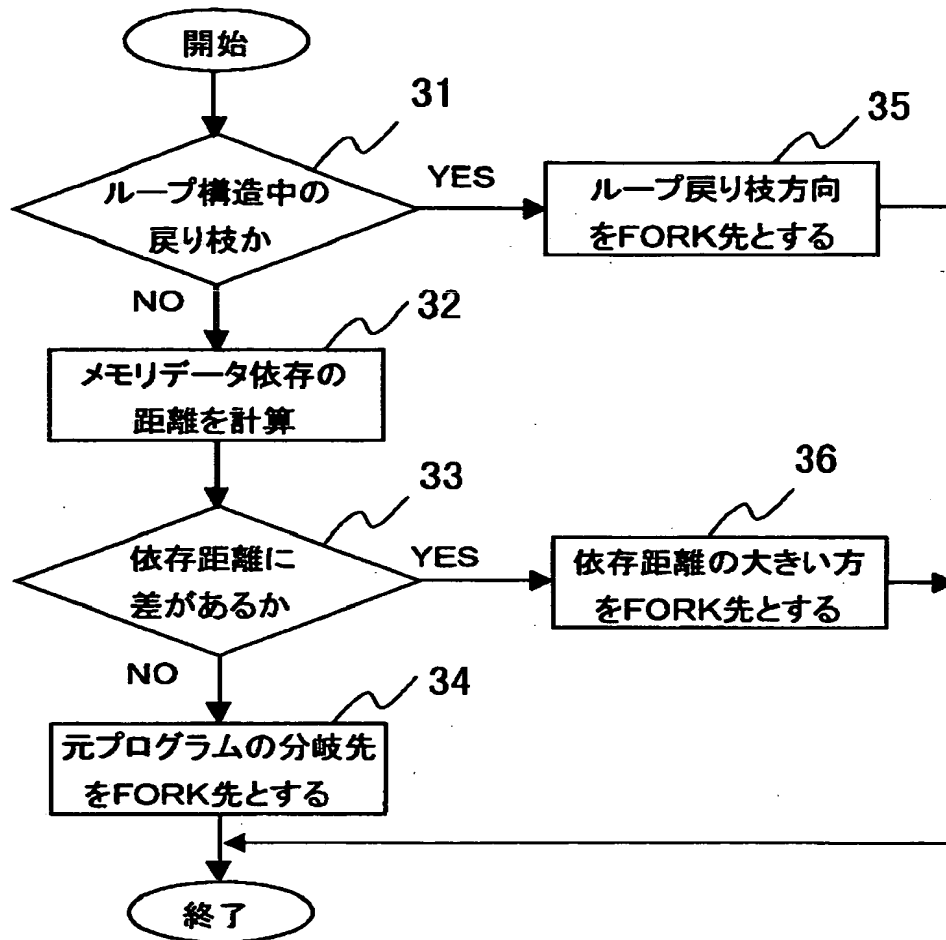 開始
31
ループ構造中の
戻り枝か
YES
35
ループ戻り枝方向
をFORK先とする
NO
32
メモリデータ依存の
距離を計算
33
依存距離に
差があるか
YES
36
依存距離の大きい方
をFORK先とする
NO
34
元プログラムの分岐先
をFORK先とする
終了